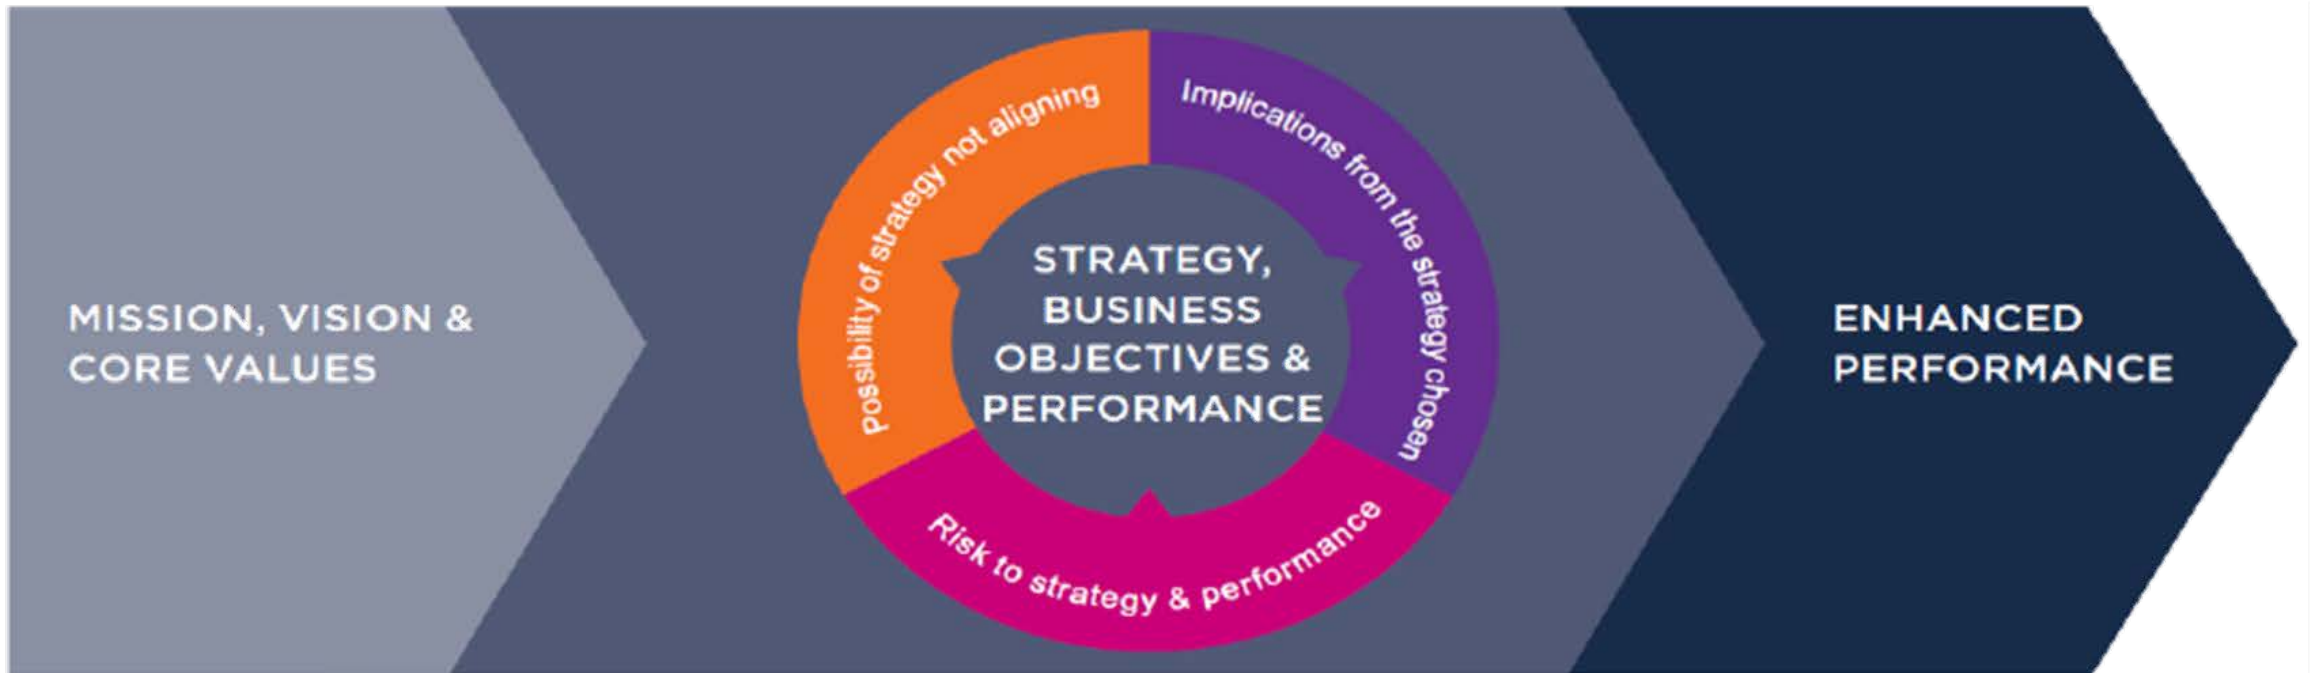 MISSION, VISION &
CORE VALUES
Possibility of strategy not aligning
Implications from the strategy chosen
STRATEGY,
BUSINESS
OBJECTIVES &
PERFORMANCE
Risk to strategy & performance
ENHANCED
PERFORMANCE